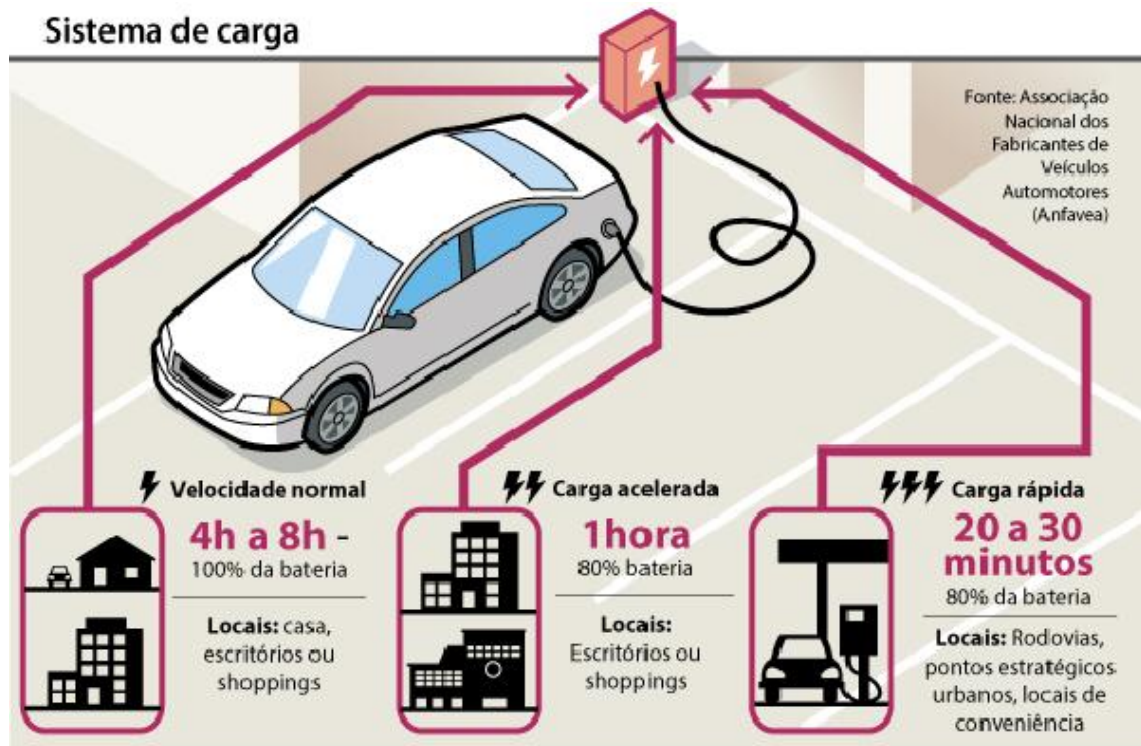 Sistema de carga
Fonte: Associação
Nacional dos
Fabricantes de
Veículos
Automotores
(Anfavea)
Velocidade normal
4h a 8h -
100% da bateria
Locais: casa,
escritórios ou
shoppings
Carga acelerada
1hora
80% bateria
Locais:
Escritórios ou
shoppings
Carga rápida
20 a 30
minutos
80% da bateria
Locais: Rodovias,
pontos estratégicos
urbanos, locais de
conveniência